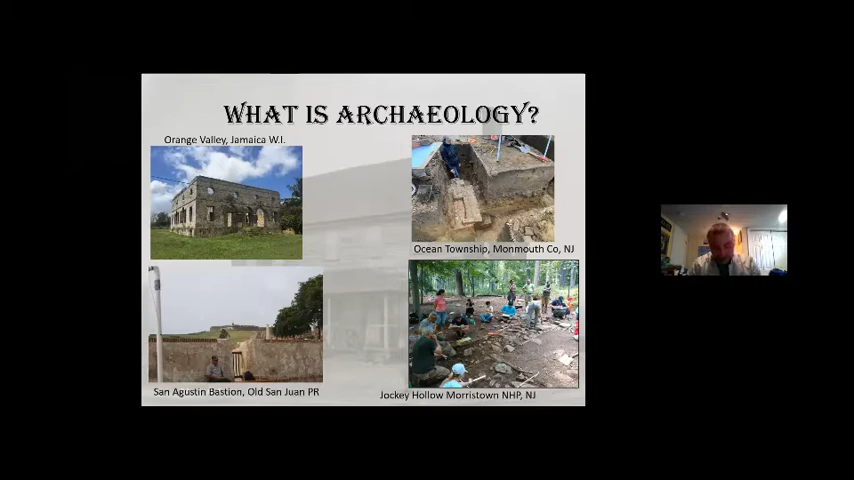 WHAT IS ARCHAEOLOGY?
Orange Valley, Jamaica W.I.
Ocean Township, Monmouth Co, NJ
San Agustin Bastion, Old San Juan PR
Jockey Hollow Morristown NHP, NJ